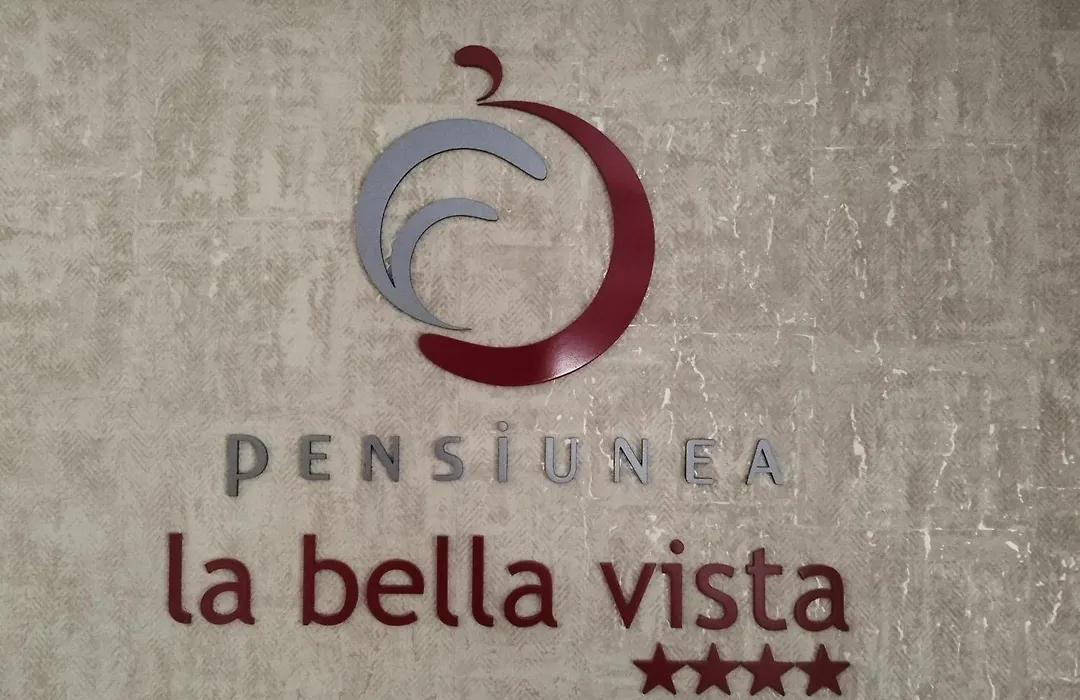 PENSiUNEA
la bella vista
★★★★